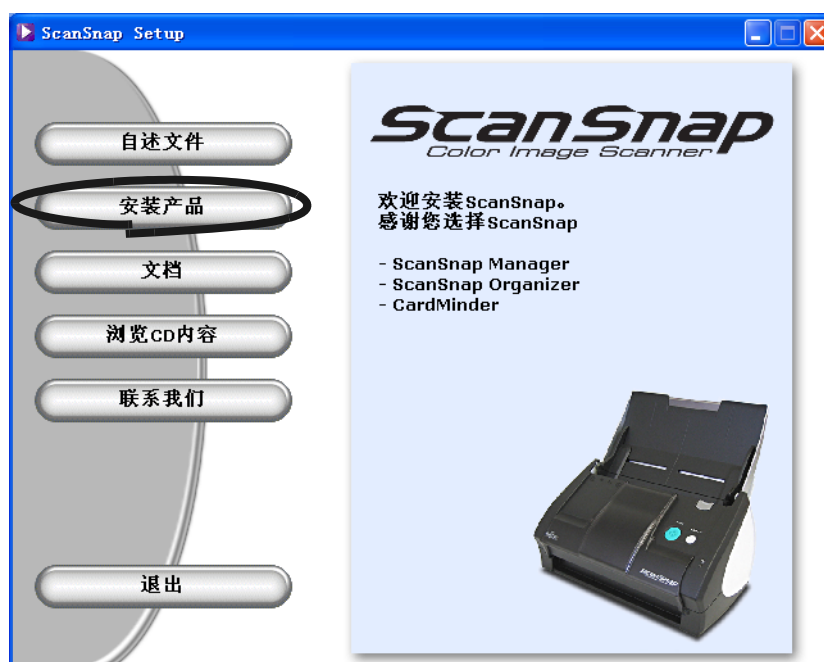 ScanSnap Setup
自述文件
安装产品
文档
浏览CD内容
联系我们
退出
ScanSnap
Color Image Scanner
欢迎安装ScanSnap。
感谢您选择ScanSnap
- ScanSnap Manager
- ScanSnap Organizer
- CardMinder
ScanSnap